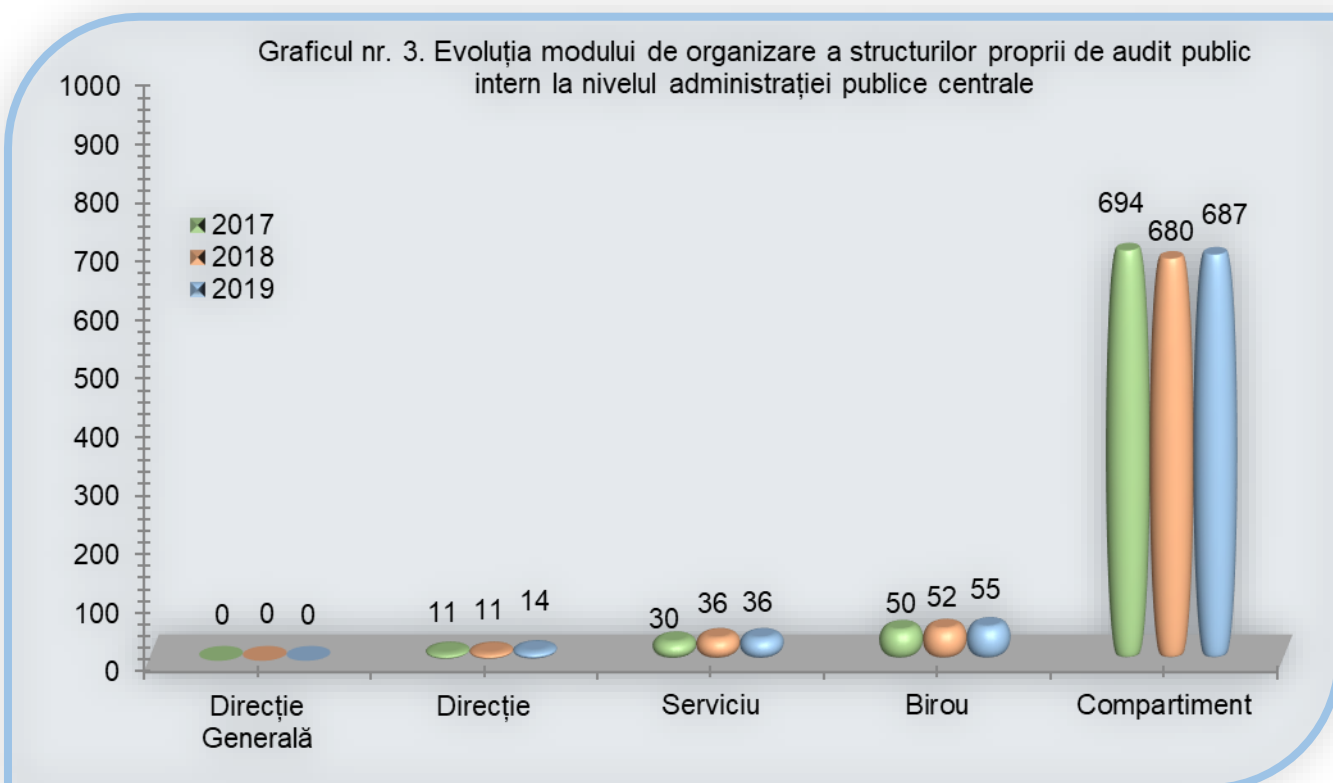 Graficul nr. 3. Evoluția modului de organizare a structurilor proprii de audit public
intern la nivelul administrației publice centrale
1000
900
800
700
600
500
400
300
200
100
0
2017
2018
2019
0 0 0
11 11 14
30 36 36
50 52 55
694 680 687
Direcție
Generală
Direcție
Serviciu
Birou
Compartiment